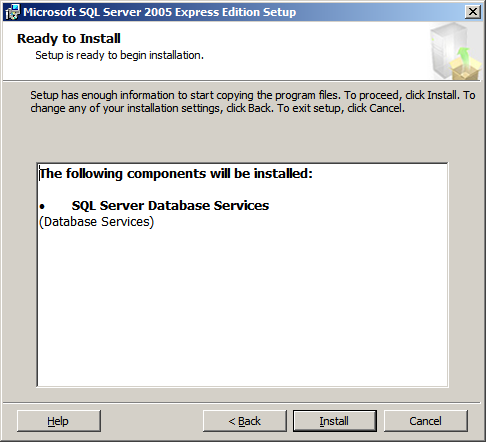 Microsoft SQL Server 2005 Express Edition Setup
Ready to Install
Setup is ready to begin installation.
Setup has enough information to start copying the program files. To proceed, click Install. To
change any of your installation settings, click Back. To exit setup, click Cancel.
The following components will be installed:
• SQL Server Database Services
(Database Services)
Help
< Back
Install
Cancel